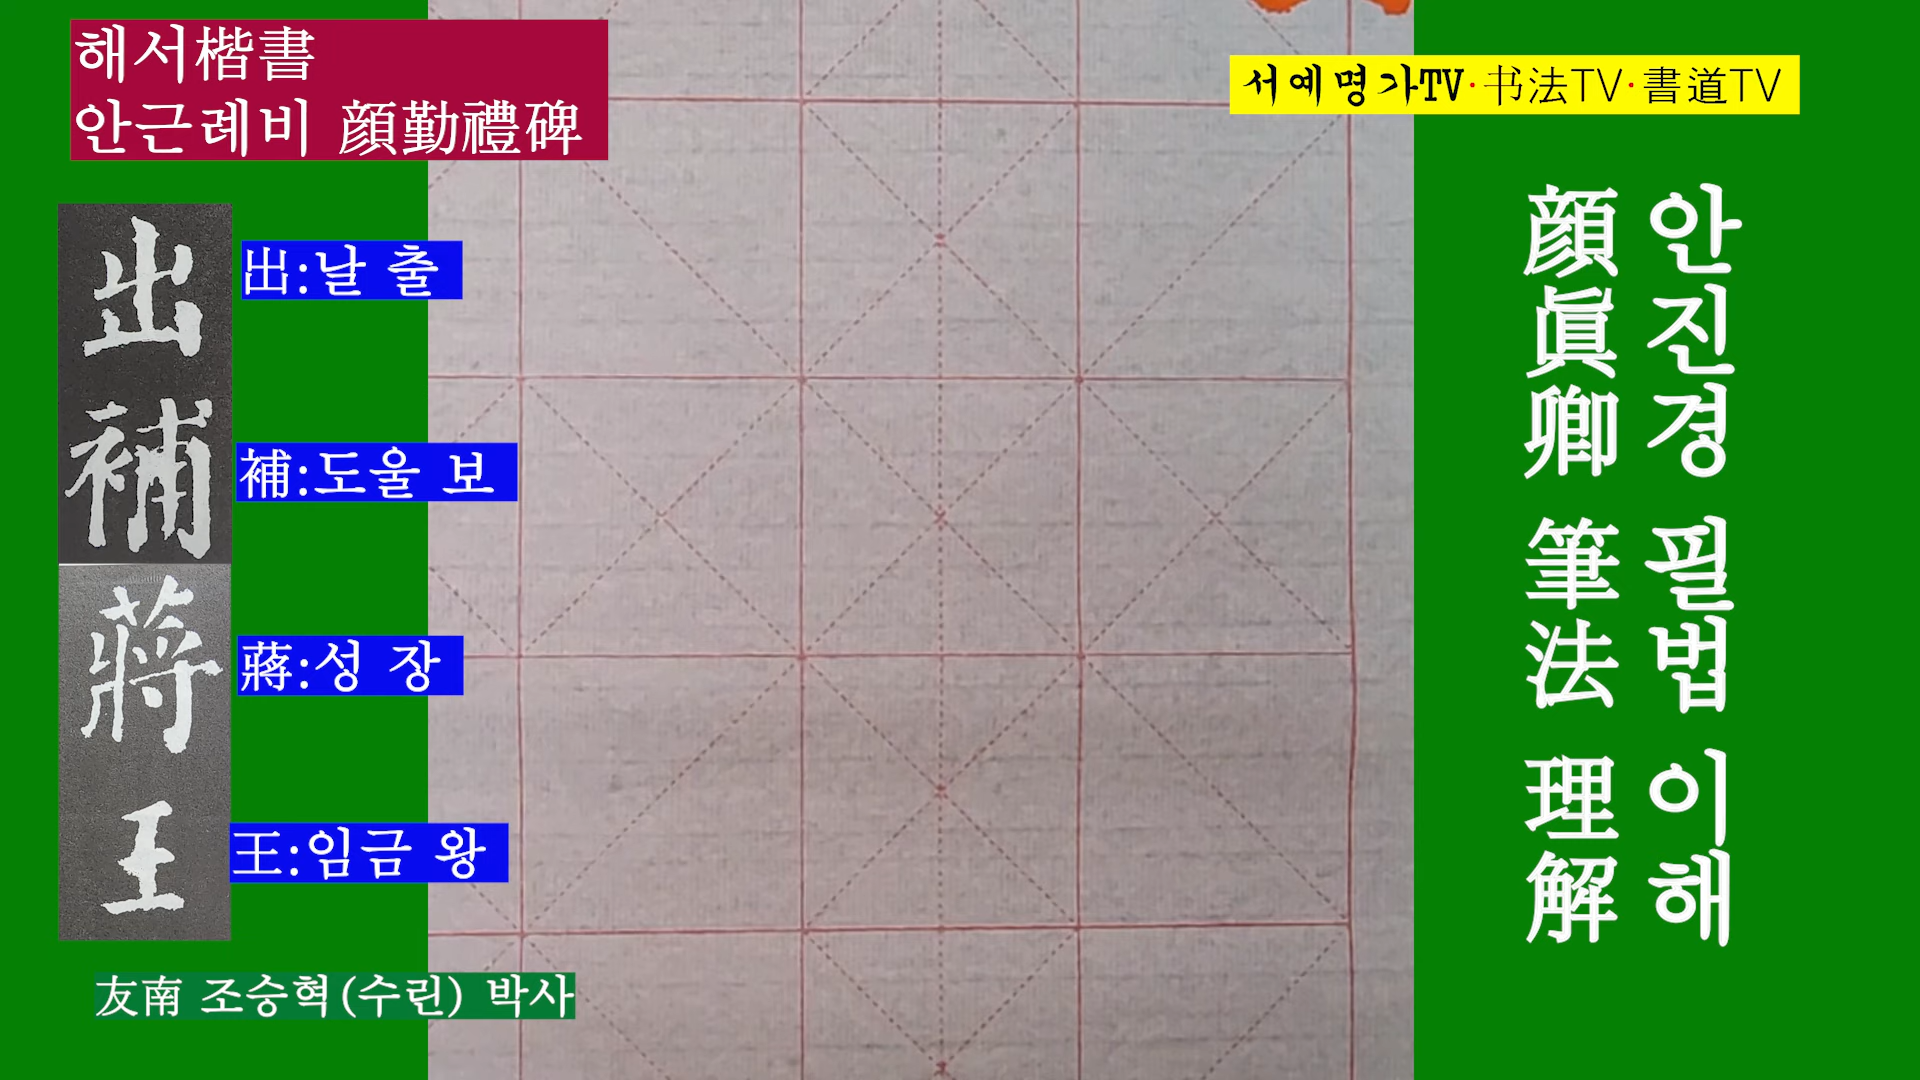 해서楷書
안근례비 顔勤禮碑
서예명가TV·书法TV·書道TV
出
補
蔣
王
出:날 출
補:도울 보
蔣:성 장
王:임금 왕
안진경 필법 이해
顔眞卿 筆法 理解
友南 조승혁(수린) 박사